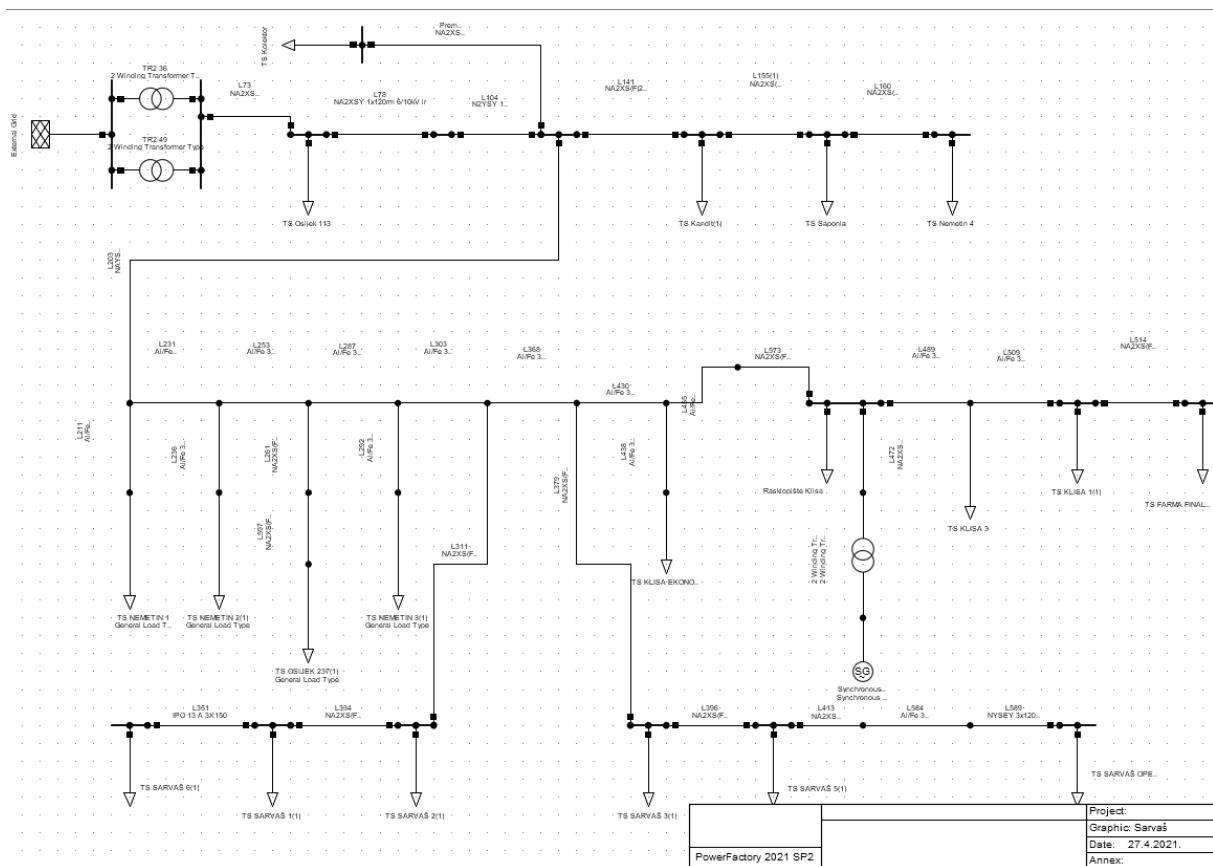 Prem...
NA2XS...
TS Kolektor
TR2 36
2 Winding Transformer T...
L73
NA2XS...
L78
NA2XSY 1x120rm 6/10kV ir
L104
N2YSY 1...
L141
NA2XS(F)2...
L155(1)
NA2XS(...
L160
NA2XS(...
External Grid
TR2 49
2 Winding Transformer Type
TS Osijek 113
TS Kandit(1)
TS Saponia
TS Nemetin 4
L203
NAYS...
L231
Al/Fe...
L253
Al/Fe 3...
L287
Al/Fe 3...
L303
Al/Fe 3...
L368
Al/Fe 3...
L430
Al/Fe 3...
L455
Al/Fe...
L573
NA2XS(F...
L489
Al/Fe 3...
L509
Al/Fe 3...
L514
NA2XS(F...
L211
Al/Fe...
L236
Al/Fe 3...
L261
NA2XS(F...
L292
Al/Fe 3...
L379
NA2XS(F...
L438
Al/Fe 3...
L472
NA2XS...
Rasklopište Klisa
TS KLISA 1(1)
TS FARMA FINAL...
TS KLISA 3
L597
NA2XS(F...
L311
NA2XS(F...
TS KLISA EKONO...
2 Winding Tr...
2 Winding Tr...
TS NEMETIN 1
General Load T...
TS NEMETIN 2(1)
General Load Type
TS NEMETIN 3(1)
General Load Type
TS OSIJEK 237(1)
General Load Type
SG
Synchronous...
Synchronous ...
L361
IPO 13 A 3X150
L394
NA2XS(F...
L396
NA2XS(F...
L413
NA2XS...
L584
Al/Fe 3...
L589
NYSEY 3x120...
TS SARVAŠ 6(1)
TS SARVAŠ 1(1)
TS SARVAŠ 2(1)
TS SARVAŠ 3(1)
TS SARVAŠ 5(1)
TS SARVAŠ OPE...
PowerFactory 2021 SP2
Project:
Graphic: Sarvaš
Date: 27.4.2021.
Annex: